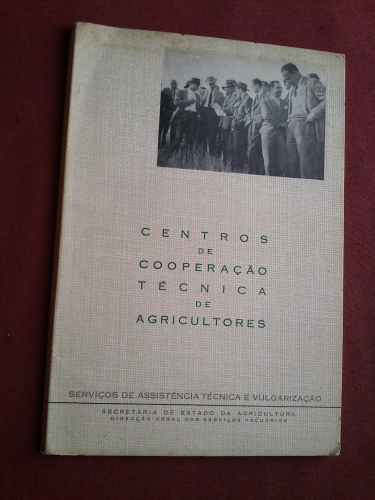 CENTROS
DE
COOPERAÇÃO
TÉCNICA
DE
AGRICULTORES
SERVIÇOS DE ASSISTÊNCIA TÉCNICA E VULGARIZAÇÃO
SECRETARIA DE ESTADO DA AGRICULTURA
DIRECÇÃO GERAL DOS SERVIÇOS PECUÁRIOS